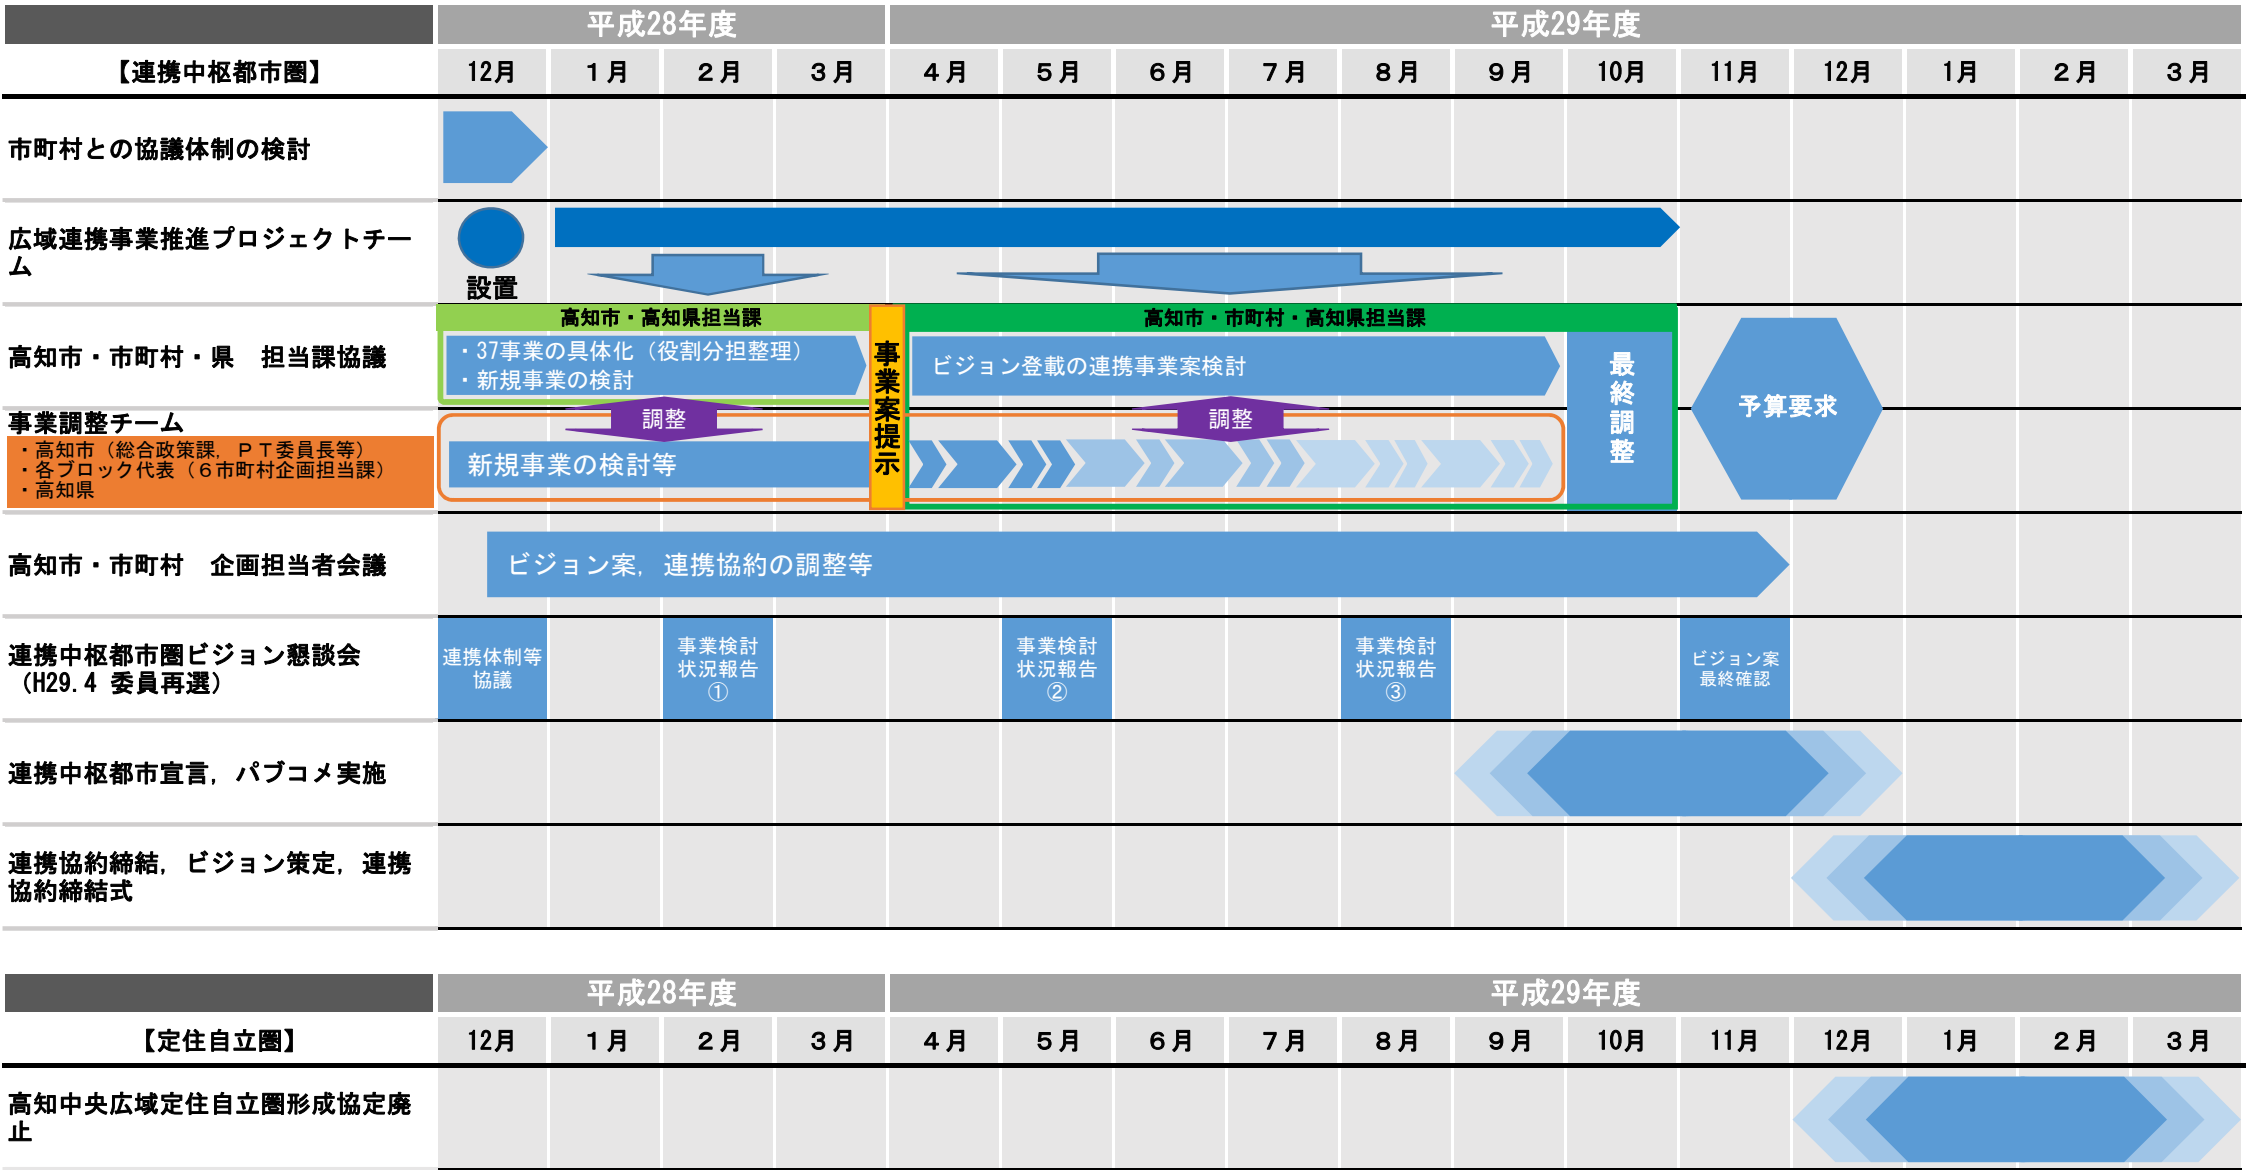 平成28年度 平成29年度
【連携中枢都市圏】 12月 １月 ２月 ３月 ４月 ５月 ６月 ７月 ８月 ９月 10月 11月 12月 1月 ２月 ３月
市町村との協議体制の検討
広域連携事業推進プロジェクトチー
ム
設置
高知市・高知県担当課
高知市・市町村・高知県担当課
高知市・市町村・県　担当課協議
・37事業の具体化（役割分担整理）
・新規事業の検討
事業案提示
ビジョン登載の連携事業案検討
最終調整
予算要求
調整
調整
事業調整チーム
・高知市（総合政策課，ＰＴ委員長等）
・各ブロック代表（６市町村企画担当課）
・高知県
新規事業の検討等
高知市・市町村　企画担当者会議
ビジョン案，連携協約の調整等
連携中枢都市圏ビジョン懇談会
（H29.4 委員再選）
連携体制等
協議
事業検討
状況報告
①
事業検討
状況報告
②
事業検討
状況報告
③
ビジョン案
最終確認
連携中枢都市宣言，パブコメ実施
連携協約締結，ビジョン策定，連携
協約締結式
平成28年度 平成29年度
【定住自立圏】 12月 １月 ２月 ３月 ４月 ５月 ６月 ７月 ８月 ９月 10月 11月 12月 1月 ２月 ３月
高知中央広域定住自立圏形成協定廃
止